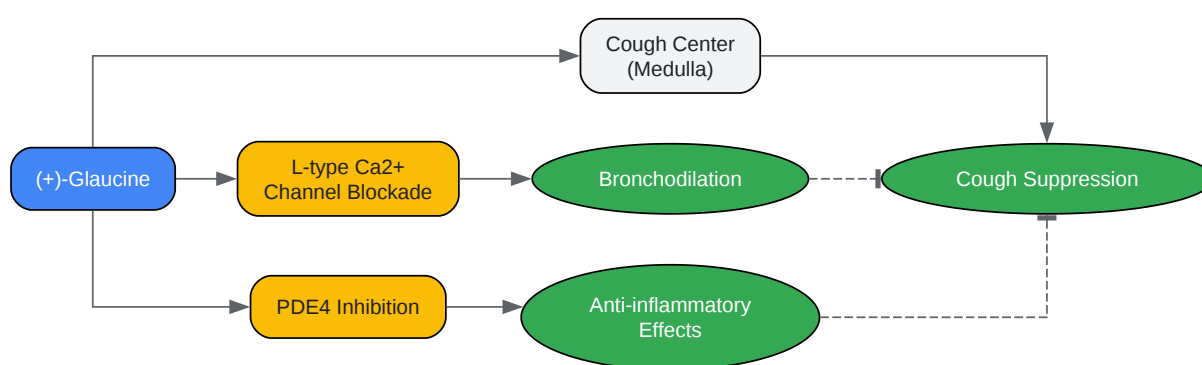 Cough Center
(Medulla)
(+)-Glaucine
L-type Ca2+
Channel Blockade
Bronchodilation
Cough Suppression
PDE4 Inhibition
Anti-inflammatory
Effects